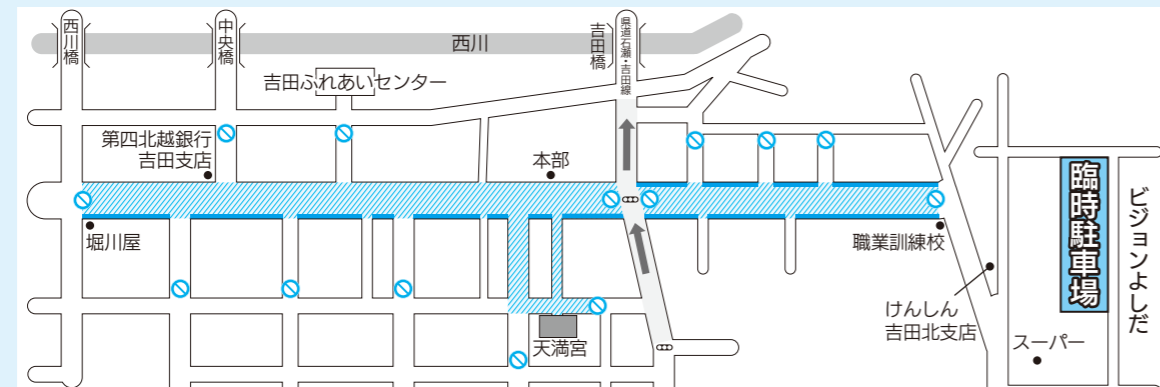 西川橋
中央橋
西川
吉田橋
県道石瀬・吉田線
吉田ふれあいセンター
第四北越銀行
吉田支店
本部
臨時駐車場
ビジョンよしだ
堀川屋
職業訓練校
けんしん
吉田北支店
スーパー
天満宮